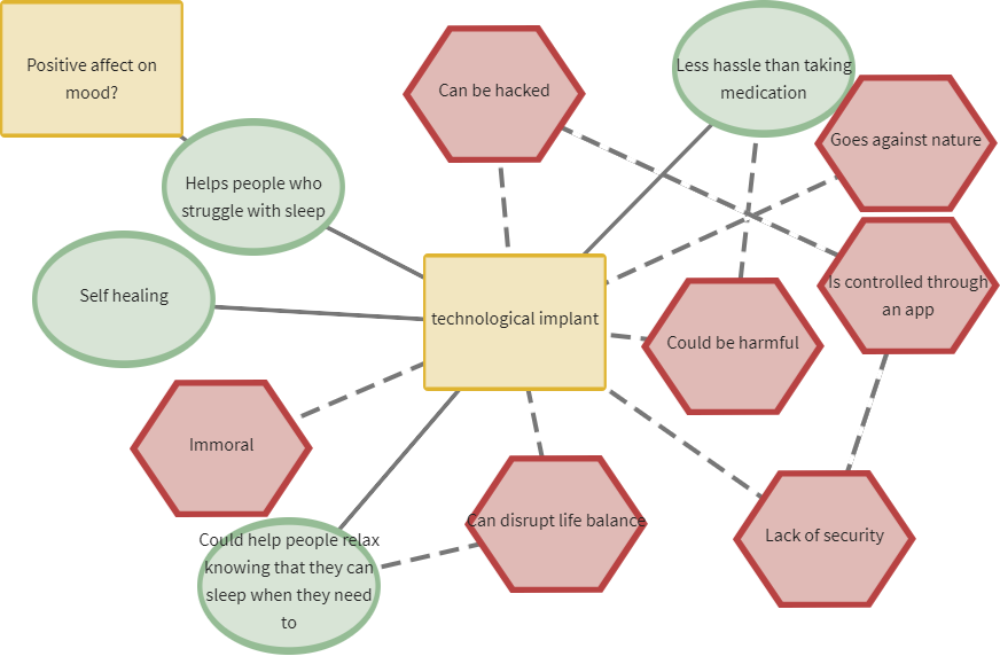 Positive affect on
mood?
Can be hacked
Less hassle than taking
medication
Goes against nature
Helps people who
struggle with sleep
Self healing
technological implant
Is controlled through
an app
Could be harmful
Immoral
Can disrupt life balance
Lack of security
Could help people relax
knowing that they can
sleep when they need
to